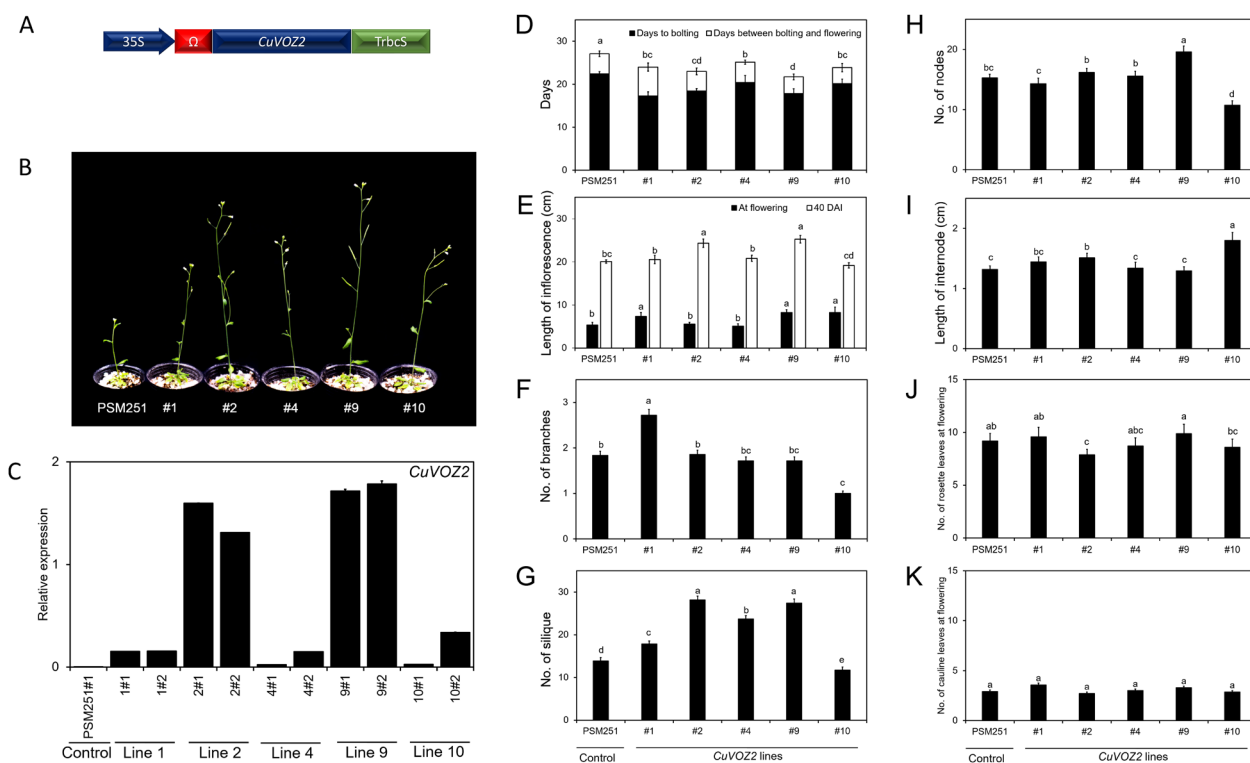 A
35S Ω CuVOZ2 TrbcS
B
PSM251 #1 #2 #4 #9 #10
C
CuVOZ2
Relative expression
2
1
0
PSM251#1 1#1 1#2 2#1 2#2 4#1 4#2 9#1 9#2 10#1 10#2
Control Line 1 Line 2 Line 4 Line 9 Line 10
D
Days to bolting Days between bolting and flowering
Days
30
20
10
0
a bc cd b d bc
PSM251 #1 #2 #4 #9 #10
E
At flowering 40 DAI
Length of inflorescence (cm)
30
20
10
0
bc b a b a cd
b a b b a a
PSM251 #1 #2 #4 #9 #10
F
No. of branches
3
2
1
0
b a b bc bc c
PSM251 #1 #2 #4 #9 #10
G
No. of silique
30
20
10
0
d c a b a e
PSM251 #1 #2 #4 #9 #10
Control CuVOZ2 lines
H
No. of nodes
20
10
0
bc c b b a d
PSM251 #1 #2 #4 #9 #10
I
Length of internode (cm)
2
1
0
c bc b c c a
PSM251 #1 #2 #4 #9 #10
J
No. of rosette leaves at flowering
15
10
5
0
ab ab c abc a bc
PSM251 #1 #2 #4 #9 #10
K
No. of cauline leaves at flowering
15
10
5
0
a a a a a a
PSM251 #1 #2 #4 #9 #10
Control CuVOZ2 lines